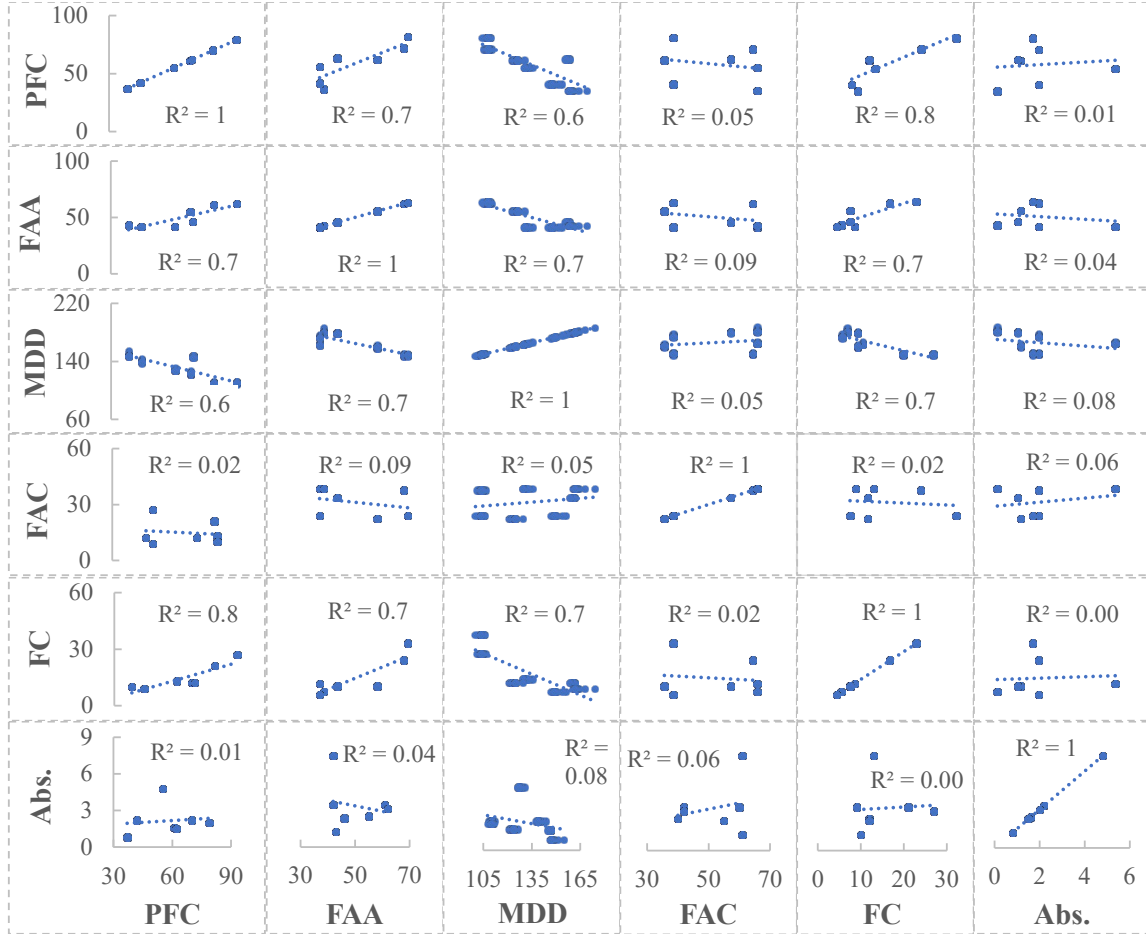 100
50
0
PFC
R² = 1
R² = 0.7
R² = 0.6
R² = 0.05
R² = 0.8
R² = 0.01
100
50
0
FAA
R² = 0.7
R² = 1
R² = 0.7
R² = 0.09
R² = 0.7
R² = 0.04
220
140
60
MDD
R² = 0.6
R² = 0.7
R² = 1
R² = 0.05
R² = 0.7
R² = 0.08
60
30
0
FAC
R² = 0.02
R² = 0.09
R² = 0.05
R² = 1
R² = 0.02
R² = 0.06
60
30
0
FC
R² = 0.8
R² = 0.7
R² = 0.7
R² = 0.02
R² = 1
R² = 0.00
9
6
3
0
Abs.
R² = 0.01
R² = 0.04
R² =
0.08
R² = 0.06
R² = 0.00
R² = 1
30 60 90
30 50 70
105 135 165
30 50 70
0 10 20 30
0 2 4 6
PFC FAA MDD FAC FC Abs.